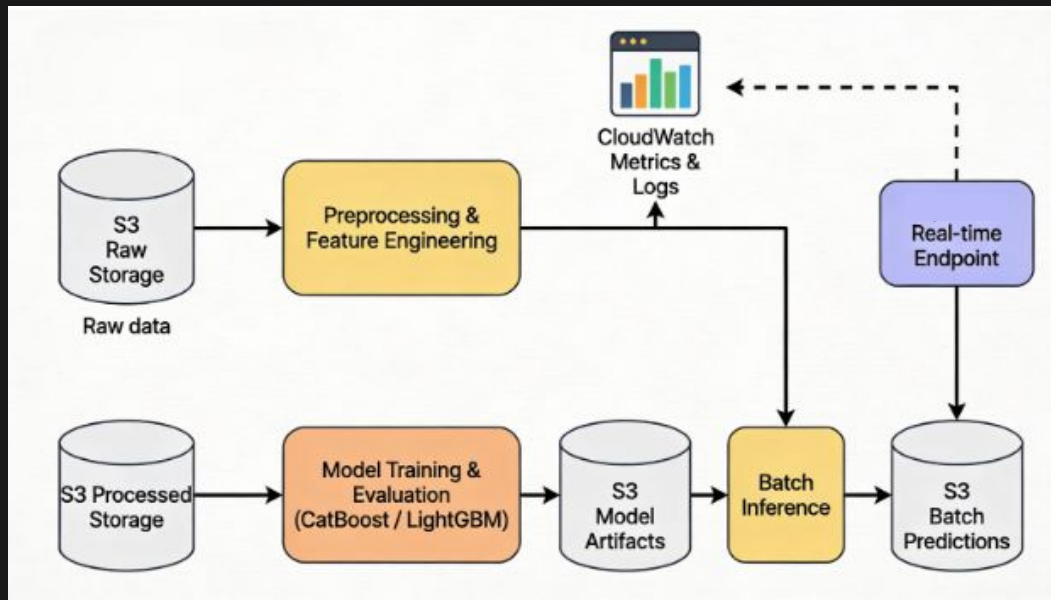 CloudWatch
Metrics &
Logs
S3
Raw
Storage
Raw data
Preprocessing &
Feature Engineering
Real-time
Endpoint
S3 Processed
Storage
Model Training &
Evaluation
(CatBoost / LightGBM)
S3
Model
Artifacts
Batch
Inference
S3
Batch
Predictions